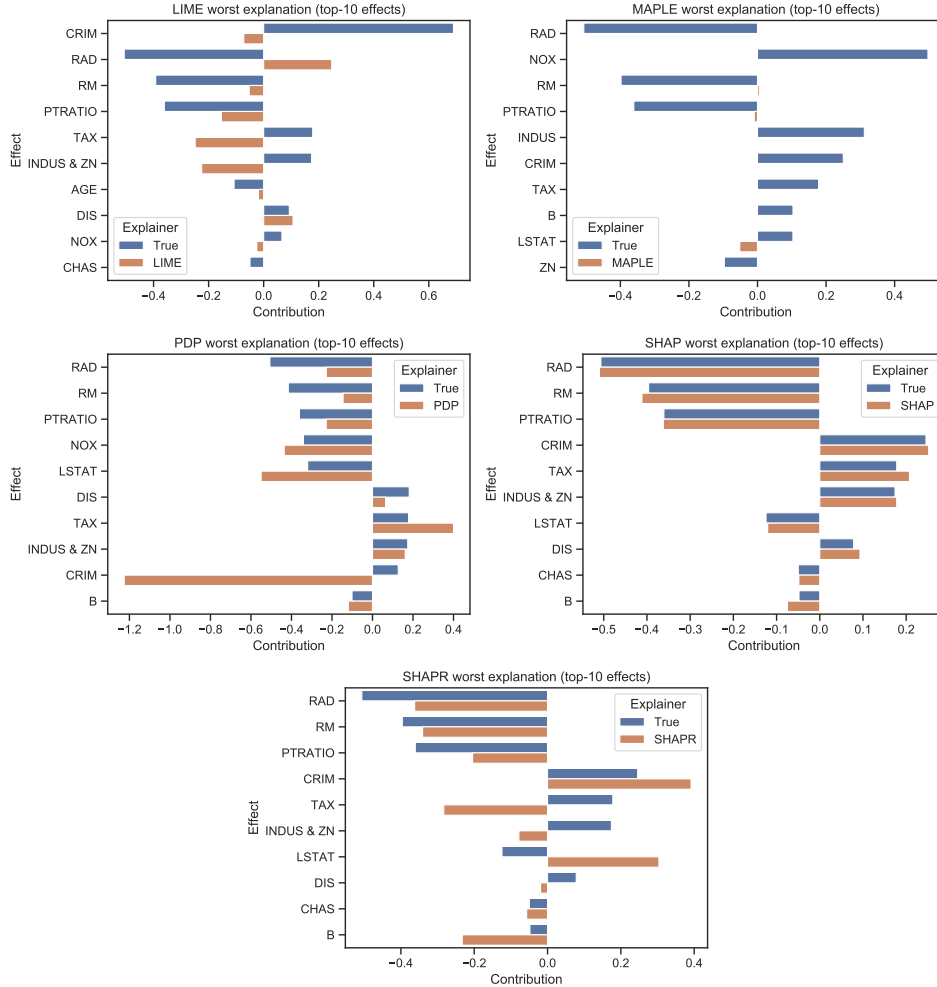 LIME worst explanation (top-10 effects)
CRIM
RAD
RM
PTRATIO
TAX
INDUS & ZN
AGE
DIS
NOX
CHAS
Effect
Explainer
True
LIME
−0.4 −0.2 0.0 0.2 0.4 0.6
Contribution
MAPLE worst explanation (top-10 effects)
RAD
NOX
RM
PTRATIO
INDUS
CRIM
TAX
B
LSTAT
ZN
Effect
Explainer
True
MAPLE
−0.4 −0.2 0.0 0.2 0.4
Contribution
PDP worst explanation (top-10 effects)
RAD
RM
PTRATIO
NOX
LSTAT
DIS
TAX
INDUS & ZN
CRIM
B
Effect
Explainer
True
PDP
−1.2 −1.0 −0.8 −0.6 −0.4 −0.2 0.0 0.2 0.4
Contribution
SHAP worst explanation (top-10 effects)
RAD
RM
PTRATIO
CRIM
TAX
INDUS & ZN
LSTAT
DIS
CHAS
B
Effect
Explainer
True
SHAP
−0.5 −0.4 −0.3 −0.2 −0.1 0.0 0.1 0.2
Contribution
SHAPR worst explanation (top-10 effects)
RAD
RM
PTRATIO
CRIM
TAX
INDUS & ZN
LSTAT
DIS
CHAS
B
Effect
Explainer
True
SHAPR
−0.4 −0.2 0.0 0.2 0.4
Contribution